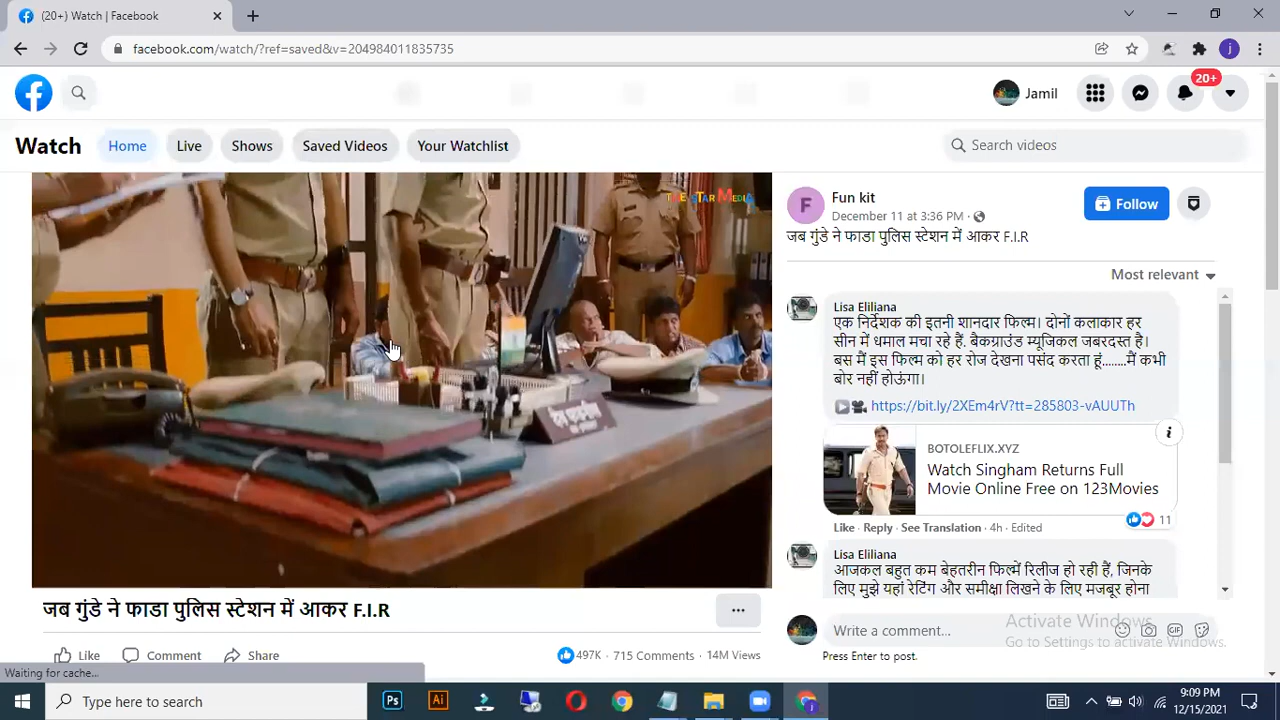 (20+) Watch | Facebook
facebook.com/watch/?ref=saved&v=204984011835735
j
20+
Jamil
Watch
Home
Live
Shows
Saved Videos
Your Watchlist
Search videos
THE STAR MEDIA
F
Fun kit
December 11 at 3:36 PM ·
Follow
जब गुंडे ने फाडा पुलिस स्टेशन में आकर F.I.R
Most relevant
Lisa Eliliana
एक निर्देशक की इतनी शानदार फिल्म। दोनों कलाकार हर
सीन में धमाल मचा रहे हैं. बैकग्राउंड म्यूजिकल जबरदस्त है।
बस मैं इस फिल्म को हर रोज देखना पसंद करता हूं........मैं कभी
बोर नहीं होऊंगा।
https://bit.ly/2XEm4rV?tt=285803-vAUUTh
BOTOLEFLIX.XYZ
Watch Singham Returns Full
Movie Online Free on 123Movies
Like · Reply · See Translation · 4h · Edited
11
Lisa Eliliana
आजकल बहुत कम बेहतरीन फिल्में रिलीज हो रही हैं, जिनके
लिए मुझे यहां रेटिंग और समीक्षा लिखने के लिए मजबूर होना
जब गुंडे ने फाडा पुलिस स्टेशन में आकर F.I.R
...
Write a comment...
GIF
Press Enter to post.
Like
Comment
Share
497K · 715 Comments · 14M Views
Activate Windows
Go to Settings to activate Windows.
Waiting for cache...
Type here to search
Ps
Ai
j
9:09 PM
12/15/2021